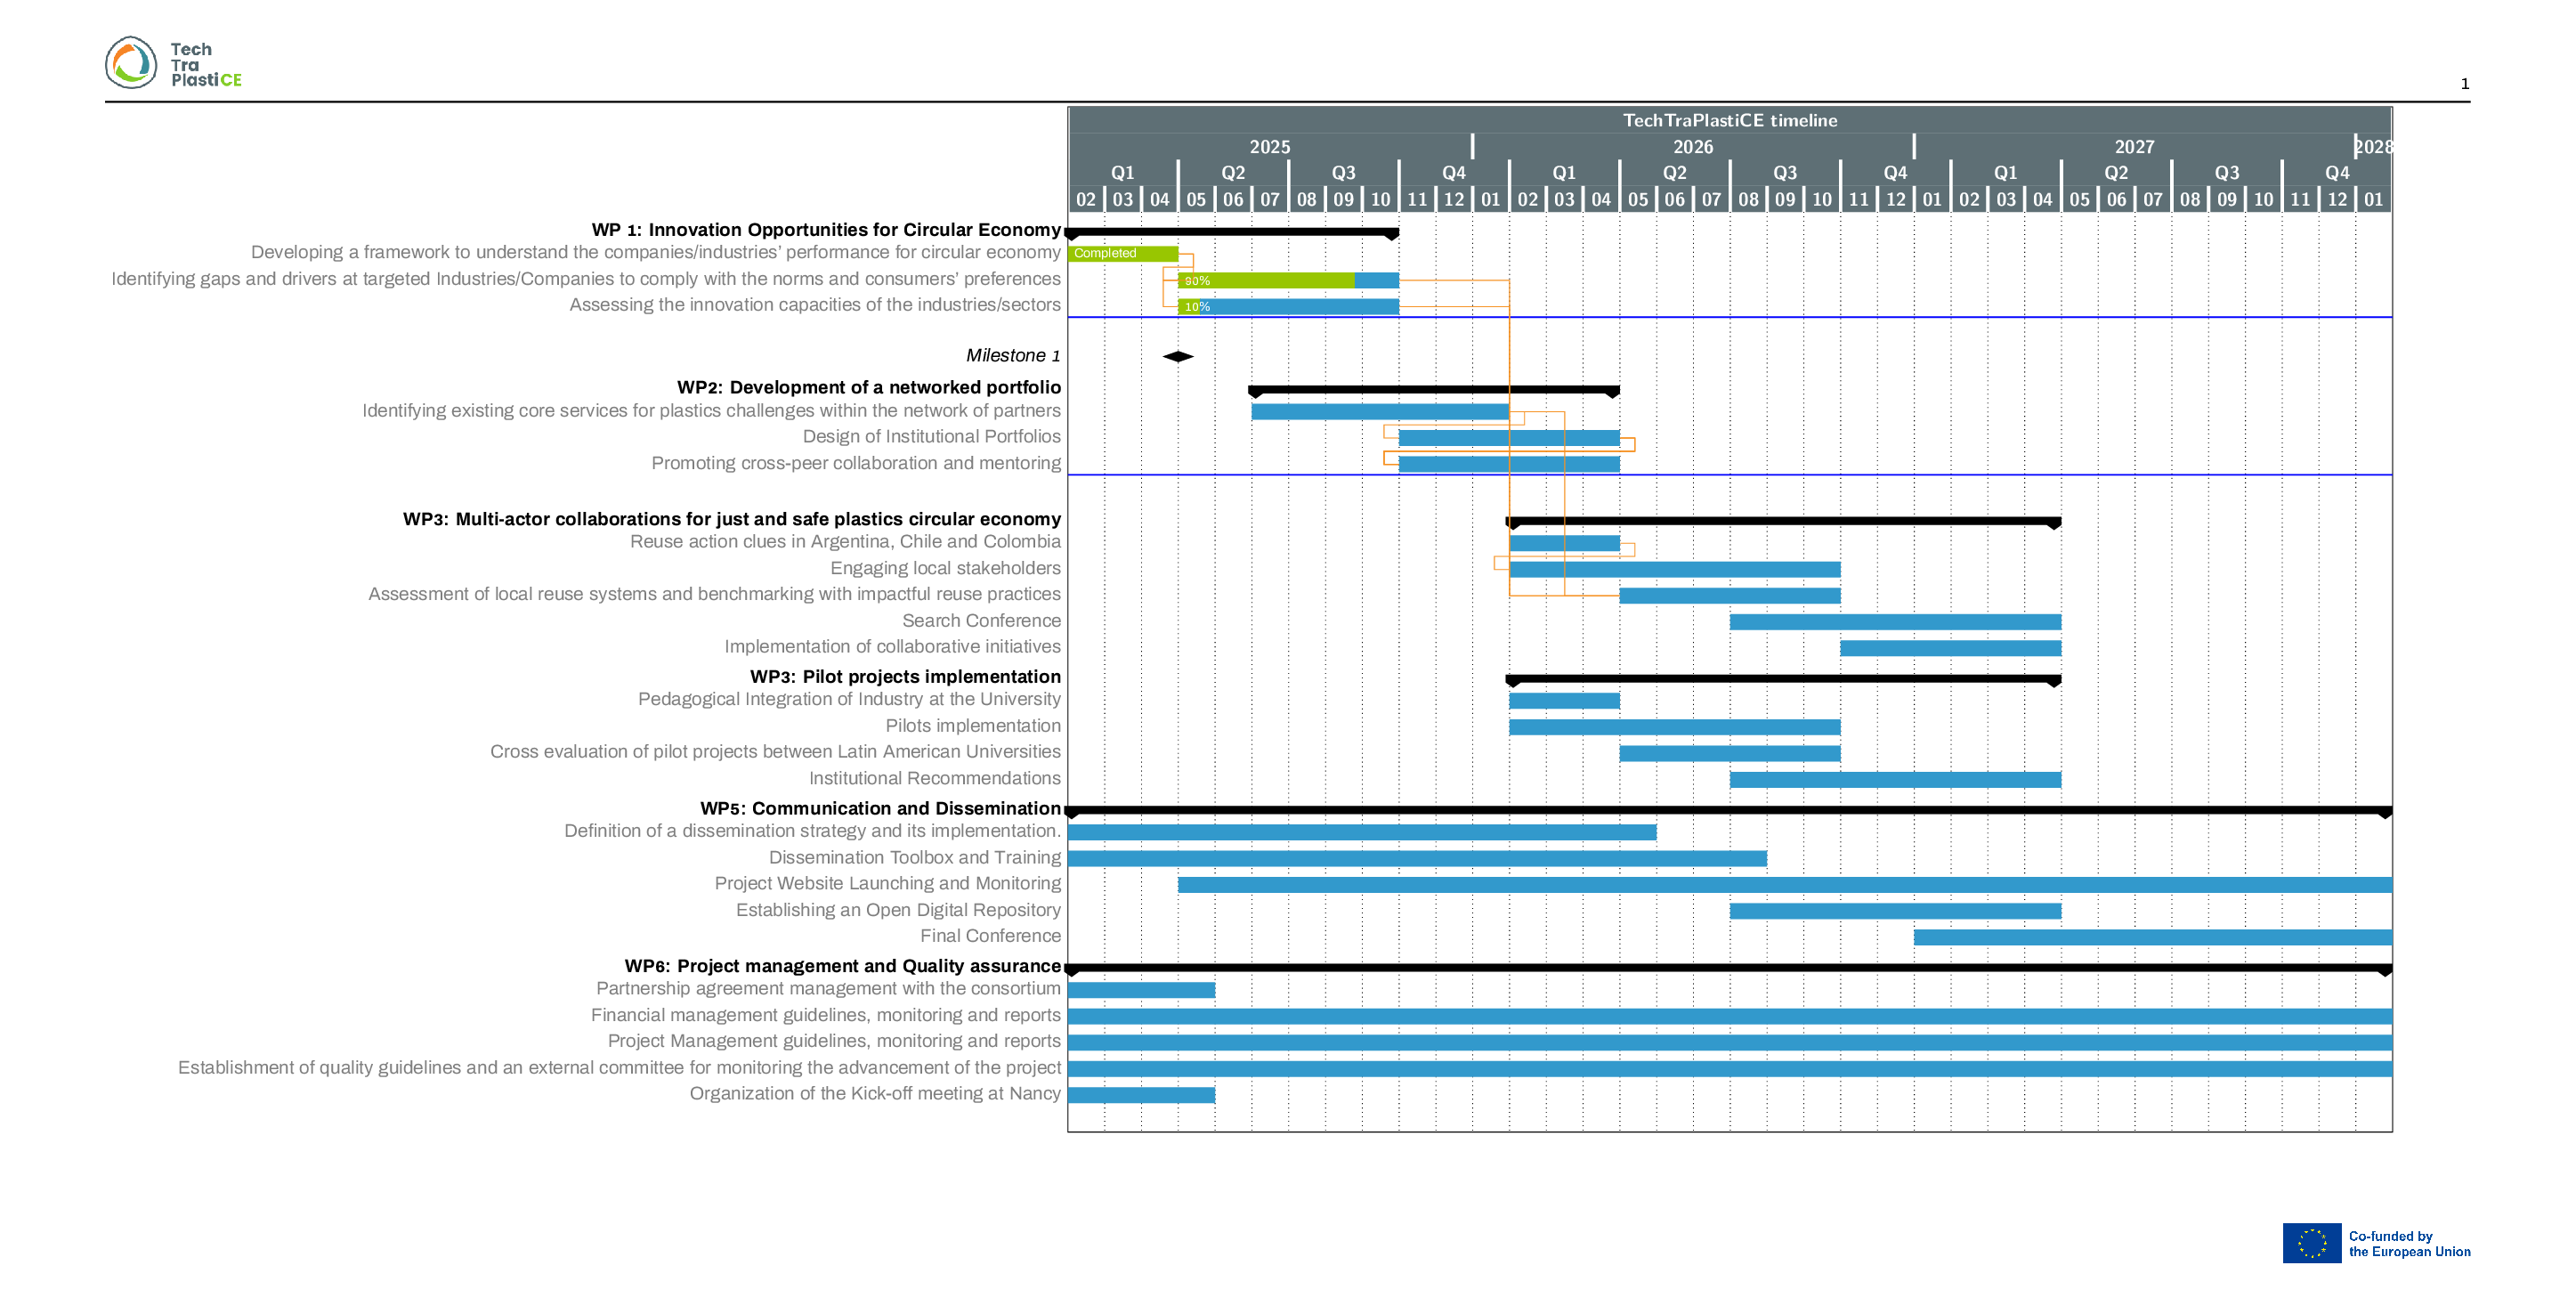 Tech
Tra
PlastiCE
1
TechTraPlastiCE timeline
2025 2026 2027 2028
Q1 Q2 Q3 Q4 Q1 Q2 Q3 Q4 Q1 Q2 Q3 Q4
02 03 04 05 06 07 08 09 10 11 12 01 02 03 04 05 06 07 08 09 10 11 12 01 02 03 04 05 06 07 08 09 10 11 12 01
WP 1: Innovation Opportunities for Circular Economy
Developing a framework to understand the companies/industries’ performance for circular economy Completed
Identifying gaps and drivers at targeted Industries/Companies to comply with the norms and consumers’ preferences
Assessing the innovation capacities of the industries/sectors 10%
Milestone 1
WP2: Development of a networked portfolio
Identifying existing core services for plastics challenges within the network of partners
Design of Institutional Portfolios
Promoting cross-peer collaboration and mentoring
WP3: Multi-actor collaborations for just and safe plastics circular economy
Reuse action clues in Argentina, Chile and Colombia
Engaging local stakeholders
Assessment of local reuse systems and benchmarking with impactful reuse practices
Search Conference
Implementation of collaborative initiatives
WP3: Pilot projects implementation
Pedagogical Integration of Industry at the University
Pilots implementation
Cross evaluation of pilot projects between Latin American Universities
Institutional Recommendations
WP5: Communication and Dissemination
Definition of a dissemination strategy and its implementation.
Dissemination Toolbox and Training
Project Website Launching and Monitoring
Establishing an Open Digital Repository
Final Conference
WP6: Project management and Quality assurance
Partnership agreement management with the consortium
Financial management guidelines, monitoring and reports
Project Management guidelines, monitoring and reports
Establishment of quality guidelines and an external committee for monitoring the advancement of the project
Organization of the Kick-off meeting at Nancy
Co-funded by
the European Union